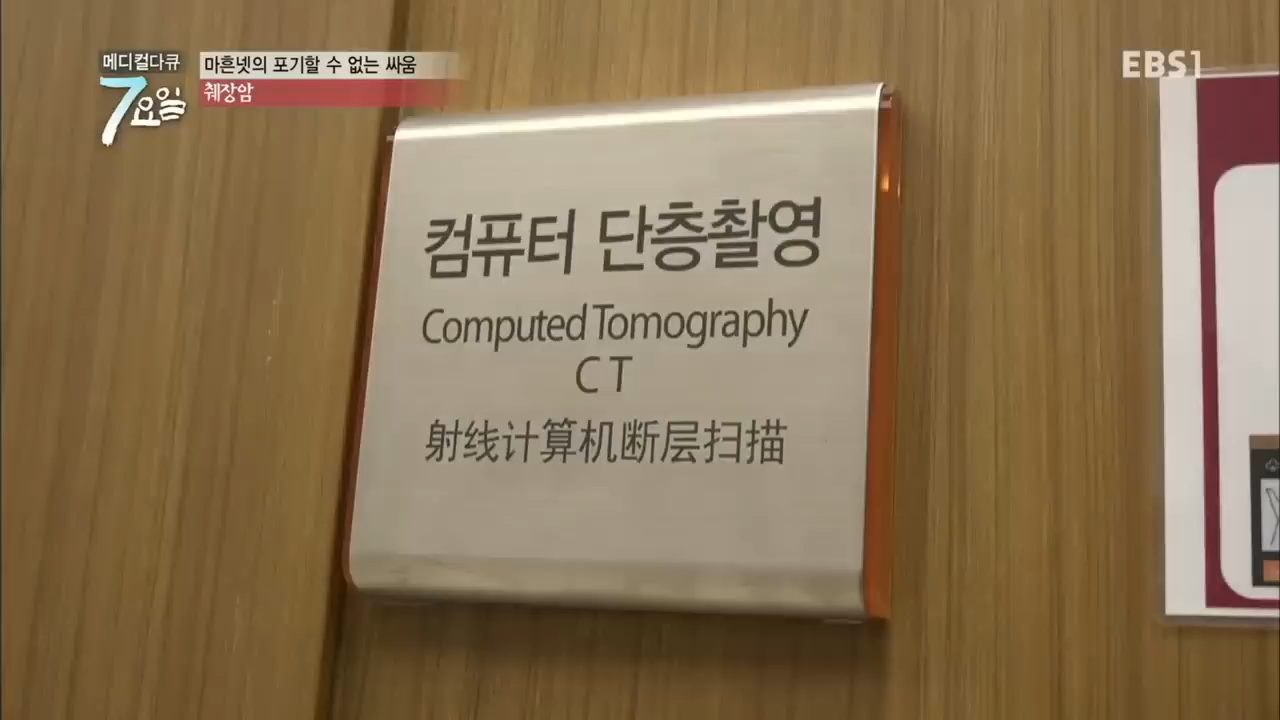 메디컬다큐
7요일
마흔넷의 포기할 수 없는 싸움
췌장암
EBS1
컴퓨터 단층촬영
Computed Tomography
CT
射线计算机断层扫描